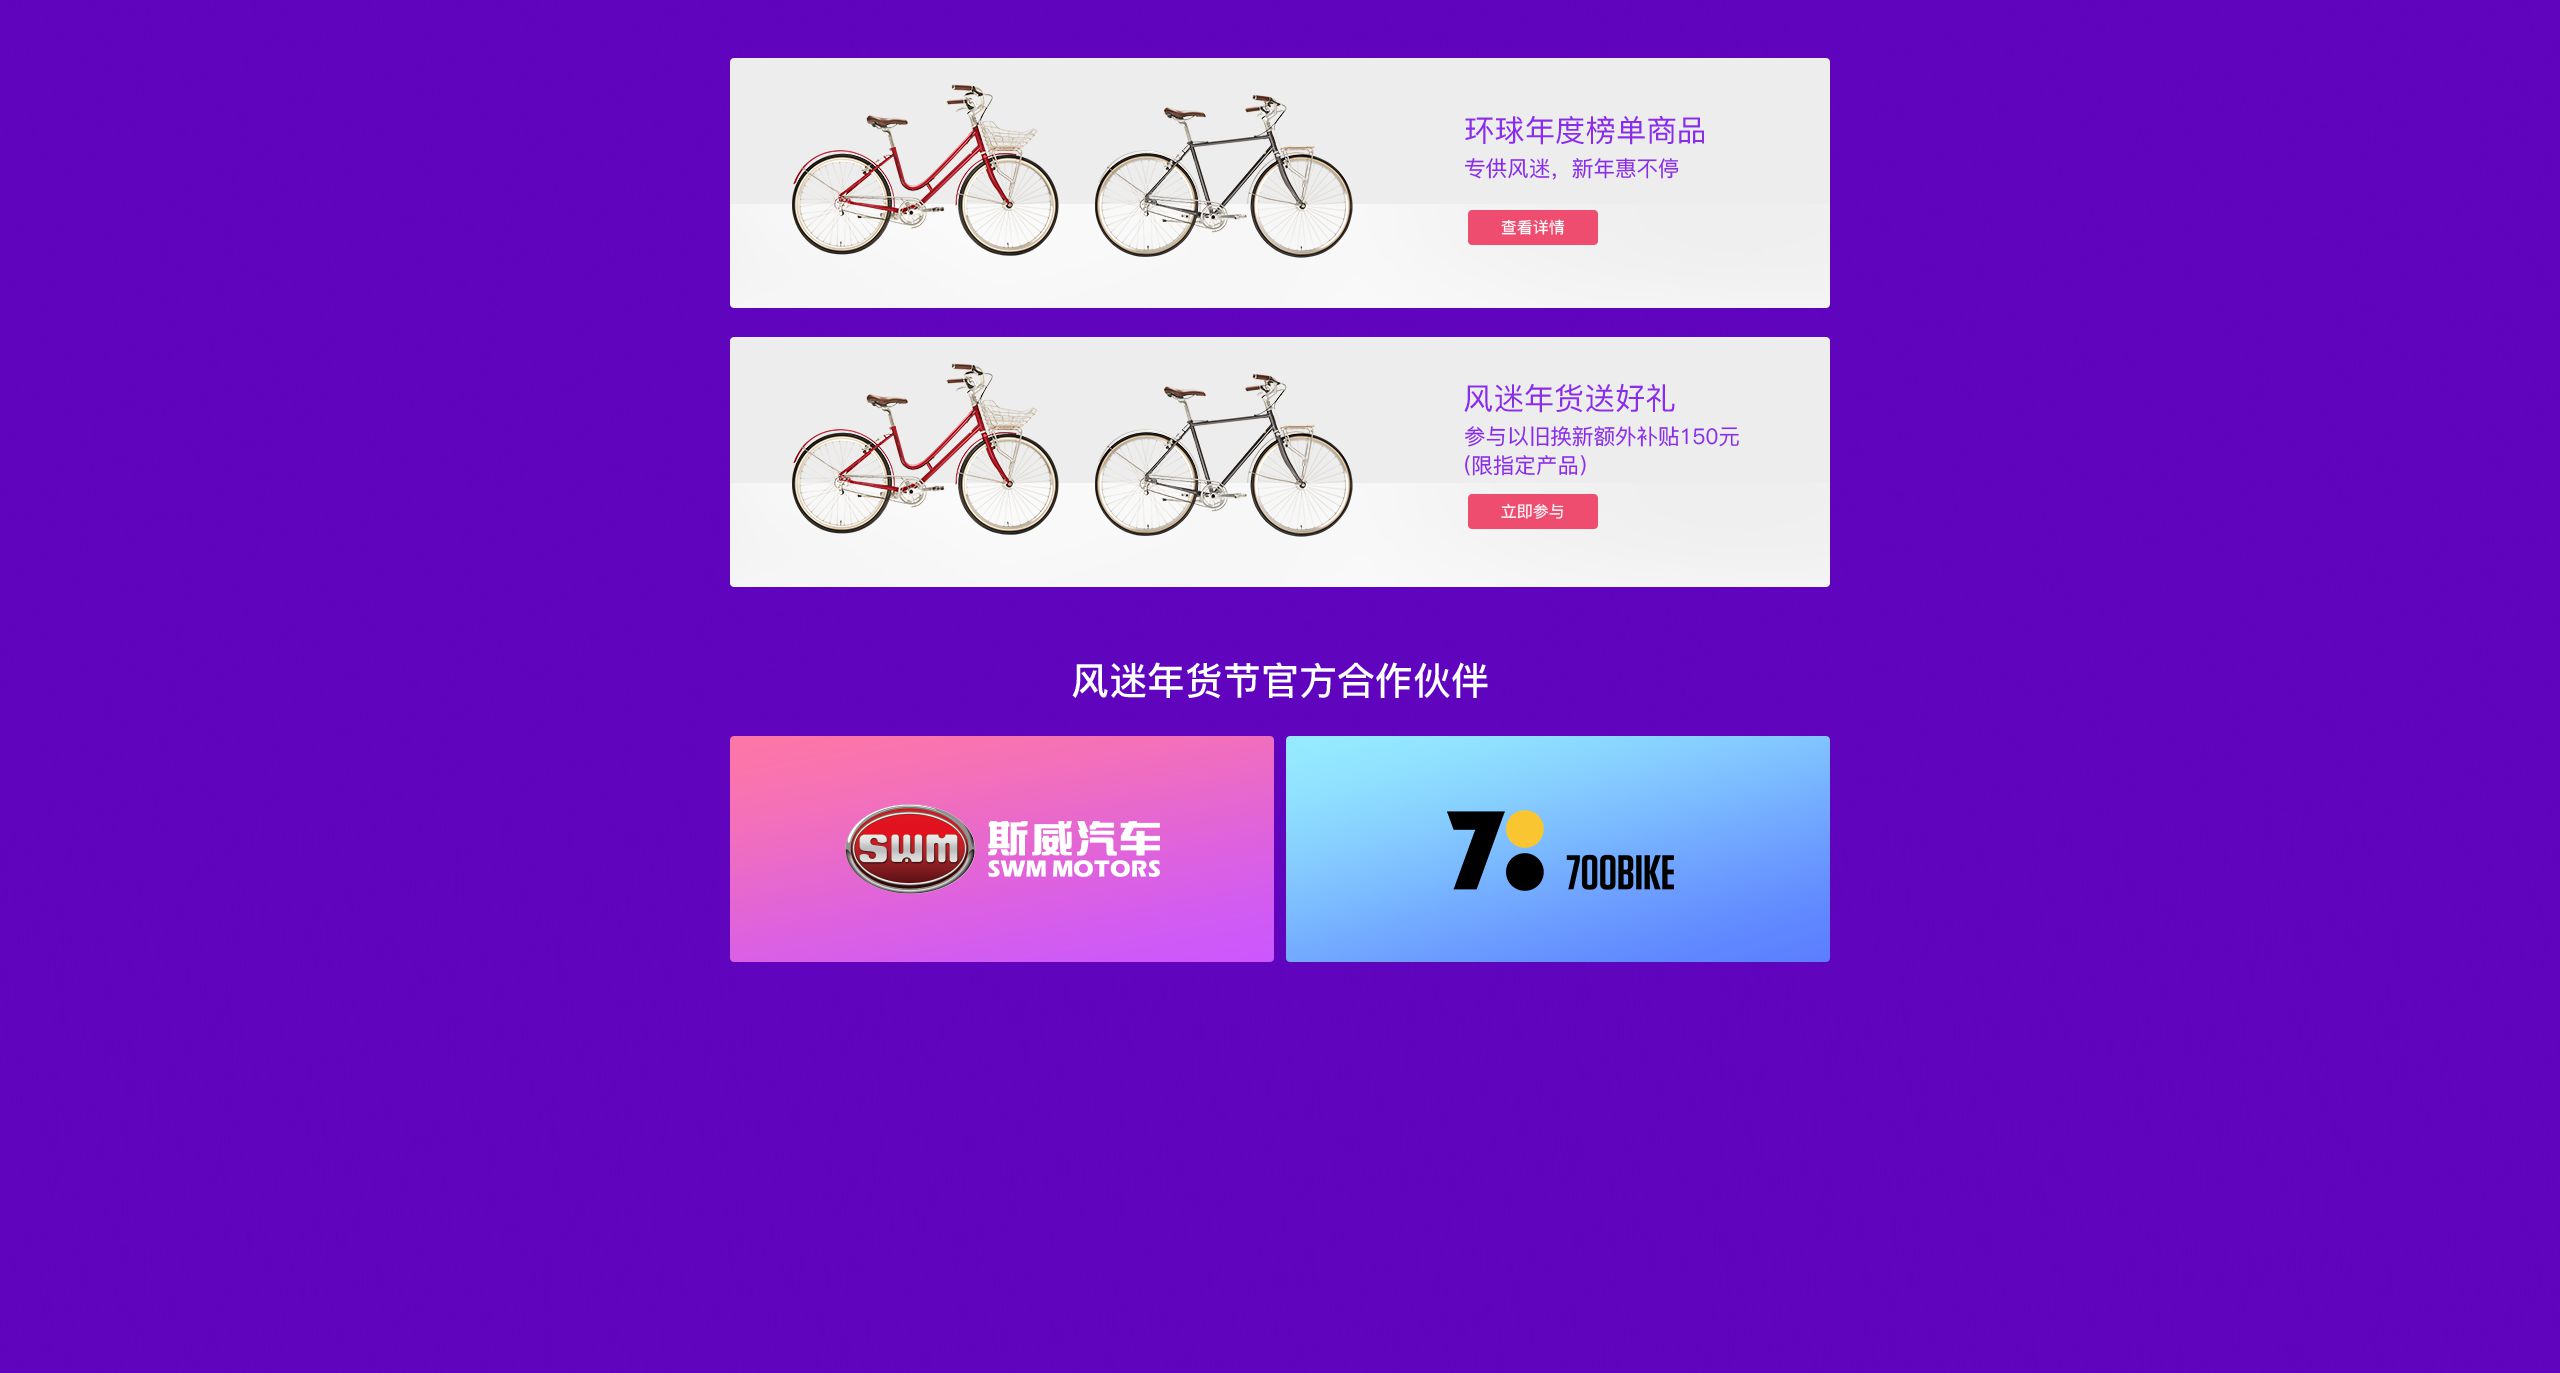 环球年度榜单商品
专供风迷，新年惠不停
查看详情
风迷年货送好礼
参与以旧换新额外补贴150元
(限指定产品)
立即参与
风迷年货节官方合作伙伴
SWM
斯威汽车
SWM MOTORS
7
700BIKE